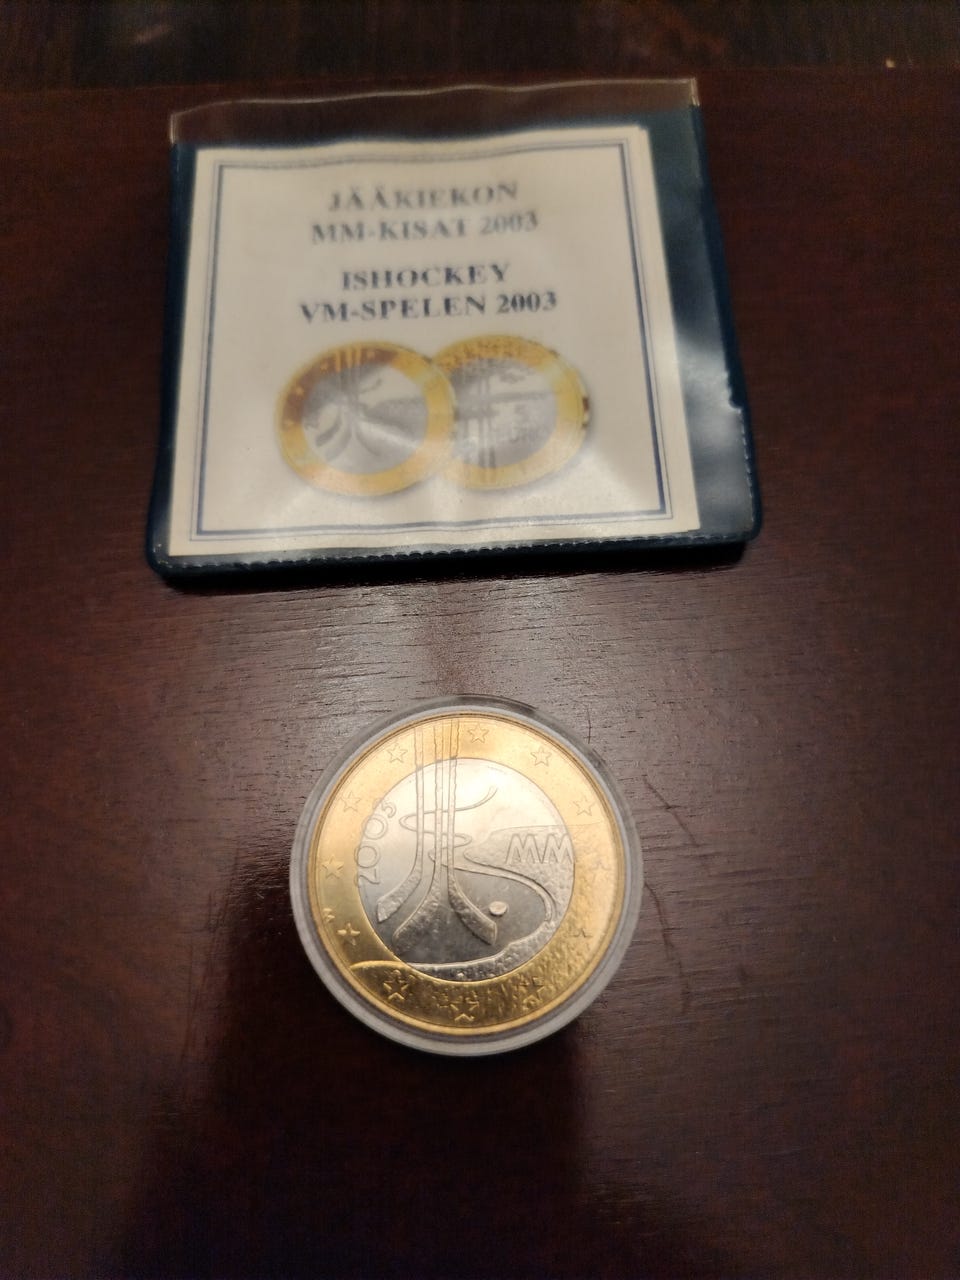 JÄÄKIEKON
MM-KISAT 2003
ISHOCKEY
VM-SPELEN 2003
2003
MM
M